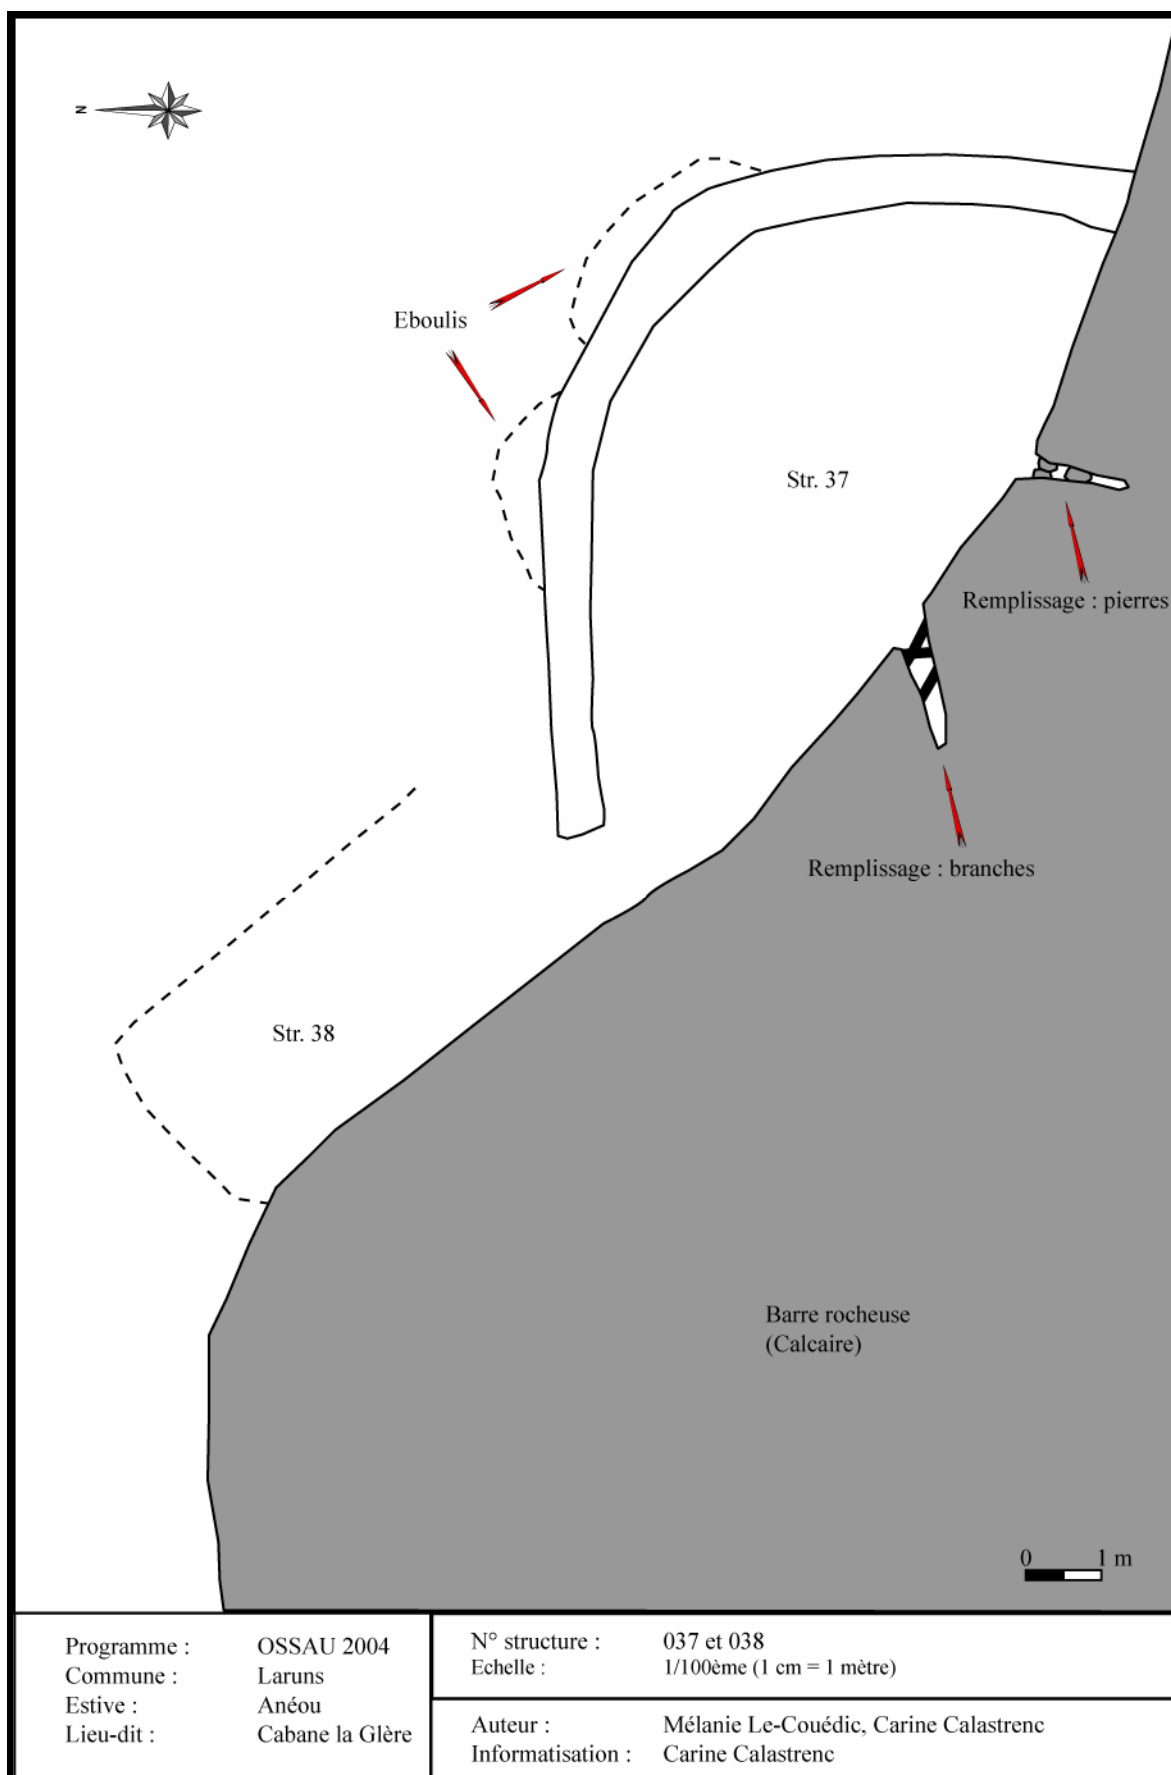 N
Eboulis
Str. 37
Remplissage : pierres
Remplissage : branches
Str. 38
Barre rocheuse
(Calcaire)
0 1 m
Programme : OSSAU 2004
Commune : Laruns
Estive : Anéou
Lieu-dit : Cabane la Glère
N° structure : 037 et 038
Echelle : 1/100ème (1 cm = 1 mètre)
Auteur : Mélanie Le-Couédic, Carine Calastrenc
Informatisation : Carine Calastrenc